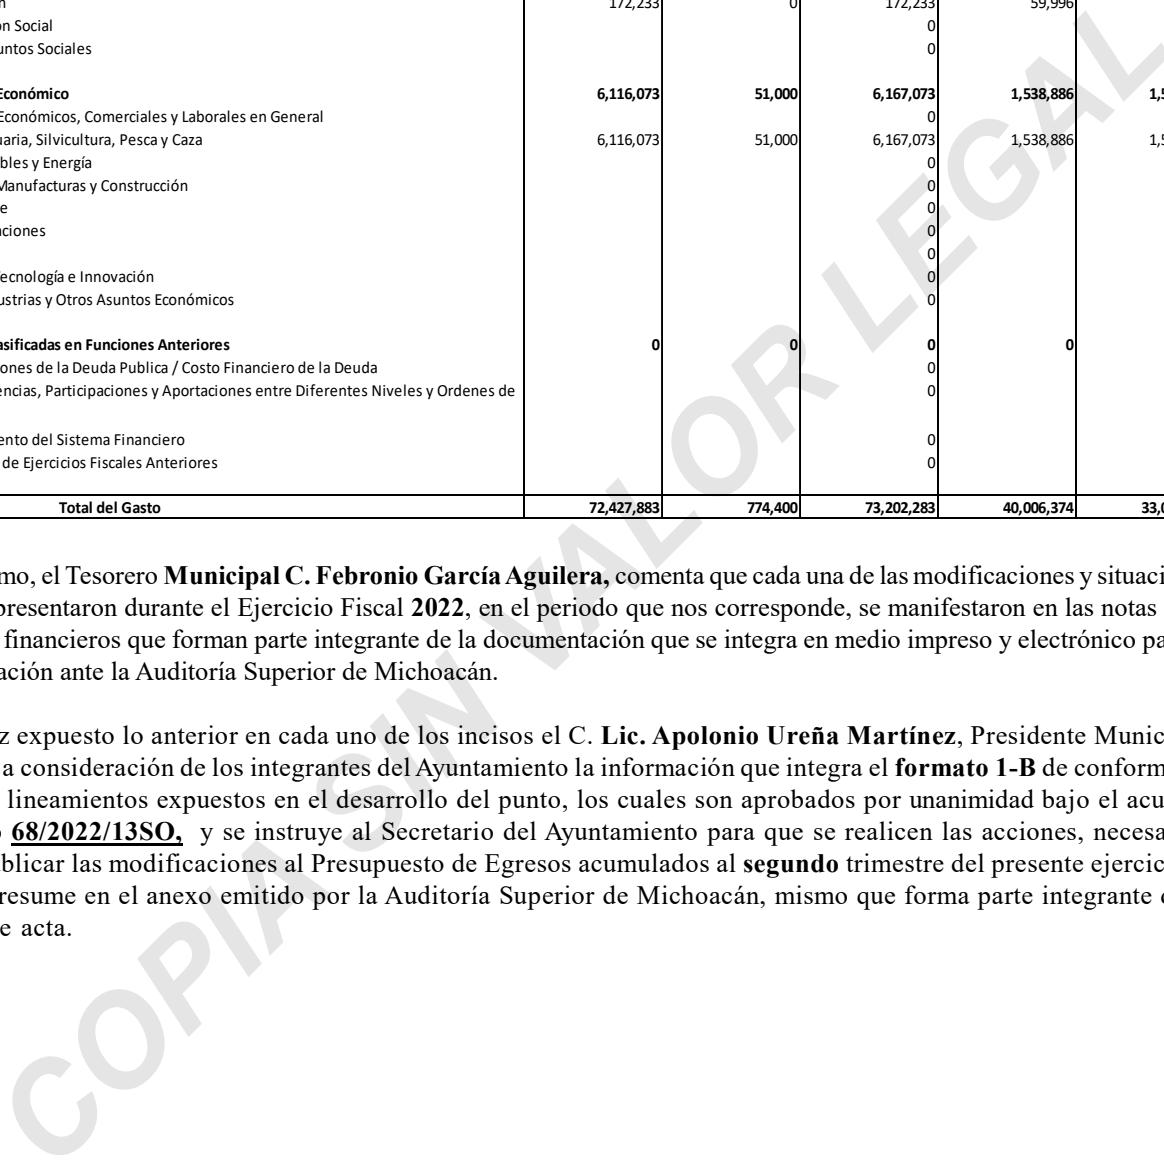 n 172,233 0 172,233 59,996
on Social 0
untos Sociales 0
Económico 6,116,073 51,000 6,167,073 1,538,886 1,5
Económicos, Comerciales y Laborales en General 0
uaria, Silvicultura, Pesca y Caza 6,116,073 51,000 6,167,073 1,538,886 1,5
bles y Energía 0
Manufacturas y Construcción 0
e 0
aciones 0
0
Tecnología e Innovación 0
ustrias y Otros Asuntos Económicos 0
asificadas en Funciones Anteriores 0 0 0 0
ones de la Deuda Publica / Costo Financiero de la Deuda 0
encias, Participaciones y Aportaciones entre Diferentes Niveles y Ordenes de 0
ento del Sistema Financiero 0
de Ejercicios Fiscales Anteriores 0
Total del Gasto 72,427,883 774,400 73,202,283 40,006,374 33,0
mo, el Tesorero Municipal C. Febronio García Aguilera, comenta que cada una de las modificaciones y situaci
presentaron durante el Ejercicio Fiscal 2022, en el periodo que nos corresponde, se manifestaron en las notas
financieros que forman parte integrante de la documentación que se integra en medio impreso y electrónico pa
ación ante la Auditoría Superior de Michoacán.
z expuesto lo anterior en cada uno de los incisos el C. Lic. Apolonio Ureña Martínez, Presidente Munic
a consideración de los integrantes del Ayuntamiento la información que integra el formato 1-B de conform
lineamientos expuestos en el desarrollo del punto, los cuales son aprobados por unanimidad bajo el acu
o 68/2022/13SO, y se instruye al Secretario del Ayuntamiento para que se realicen las acciones, necesa
ublicar las modificaciones al Presupuesto de Egresos acumulados al segundo trimestre del presente ejercic
resume en el anexo emitido por la Auditoría Superior de Michoacán, mismo que forma parte integrante d
e acta.
COPIA SIN VALOR LEGAL